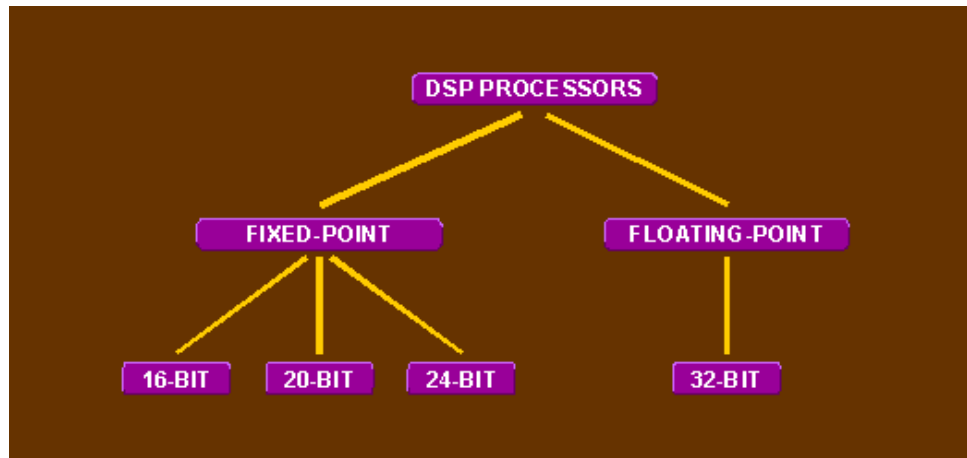 DSP PROCESSORS
FIXED-POINT
FLOATING-POINT
16-BIT
20-BIT
24-BIT
32-BIT